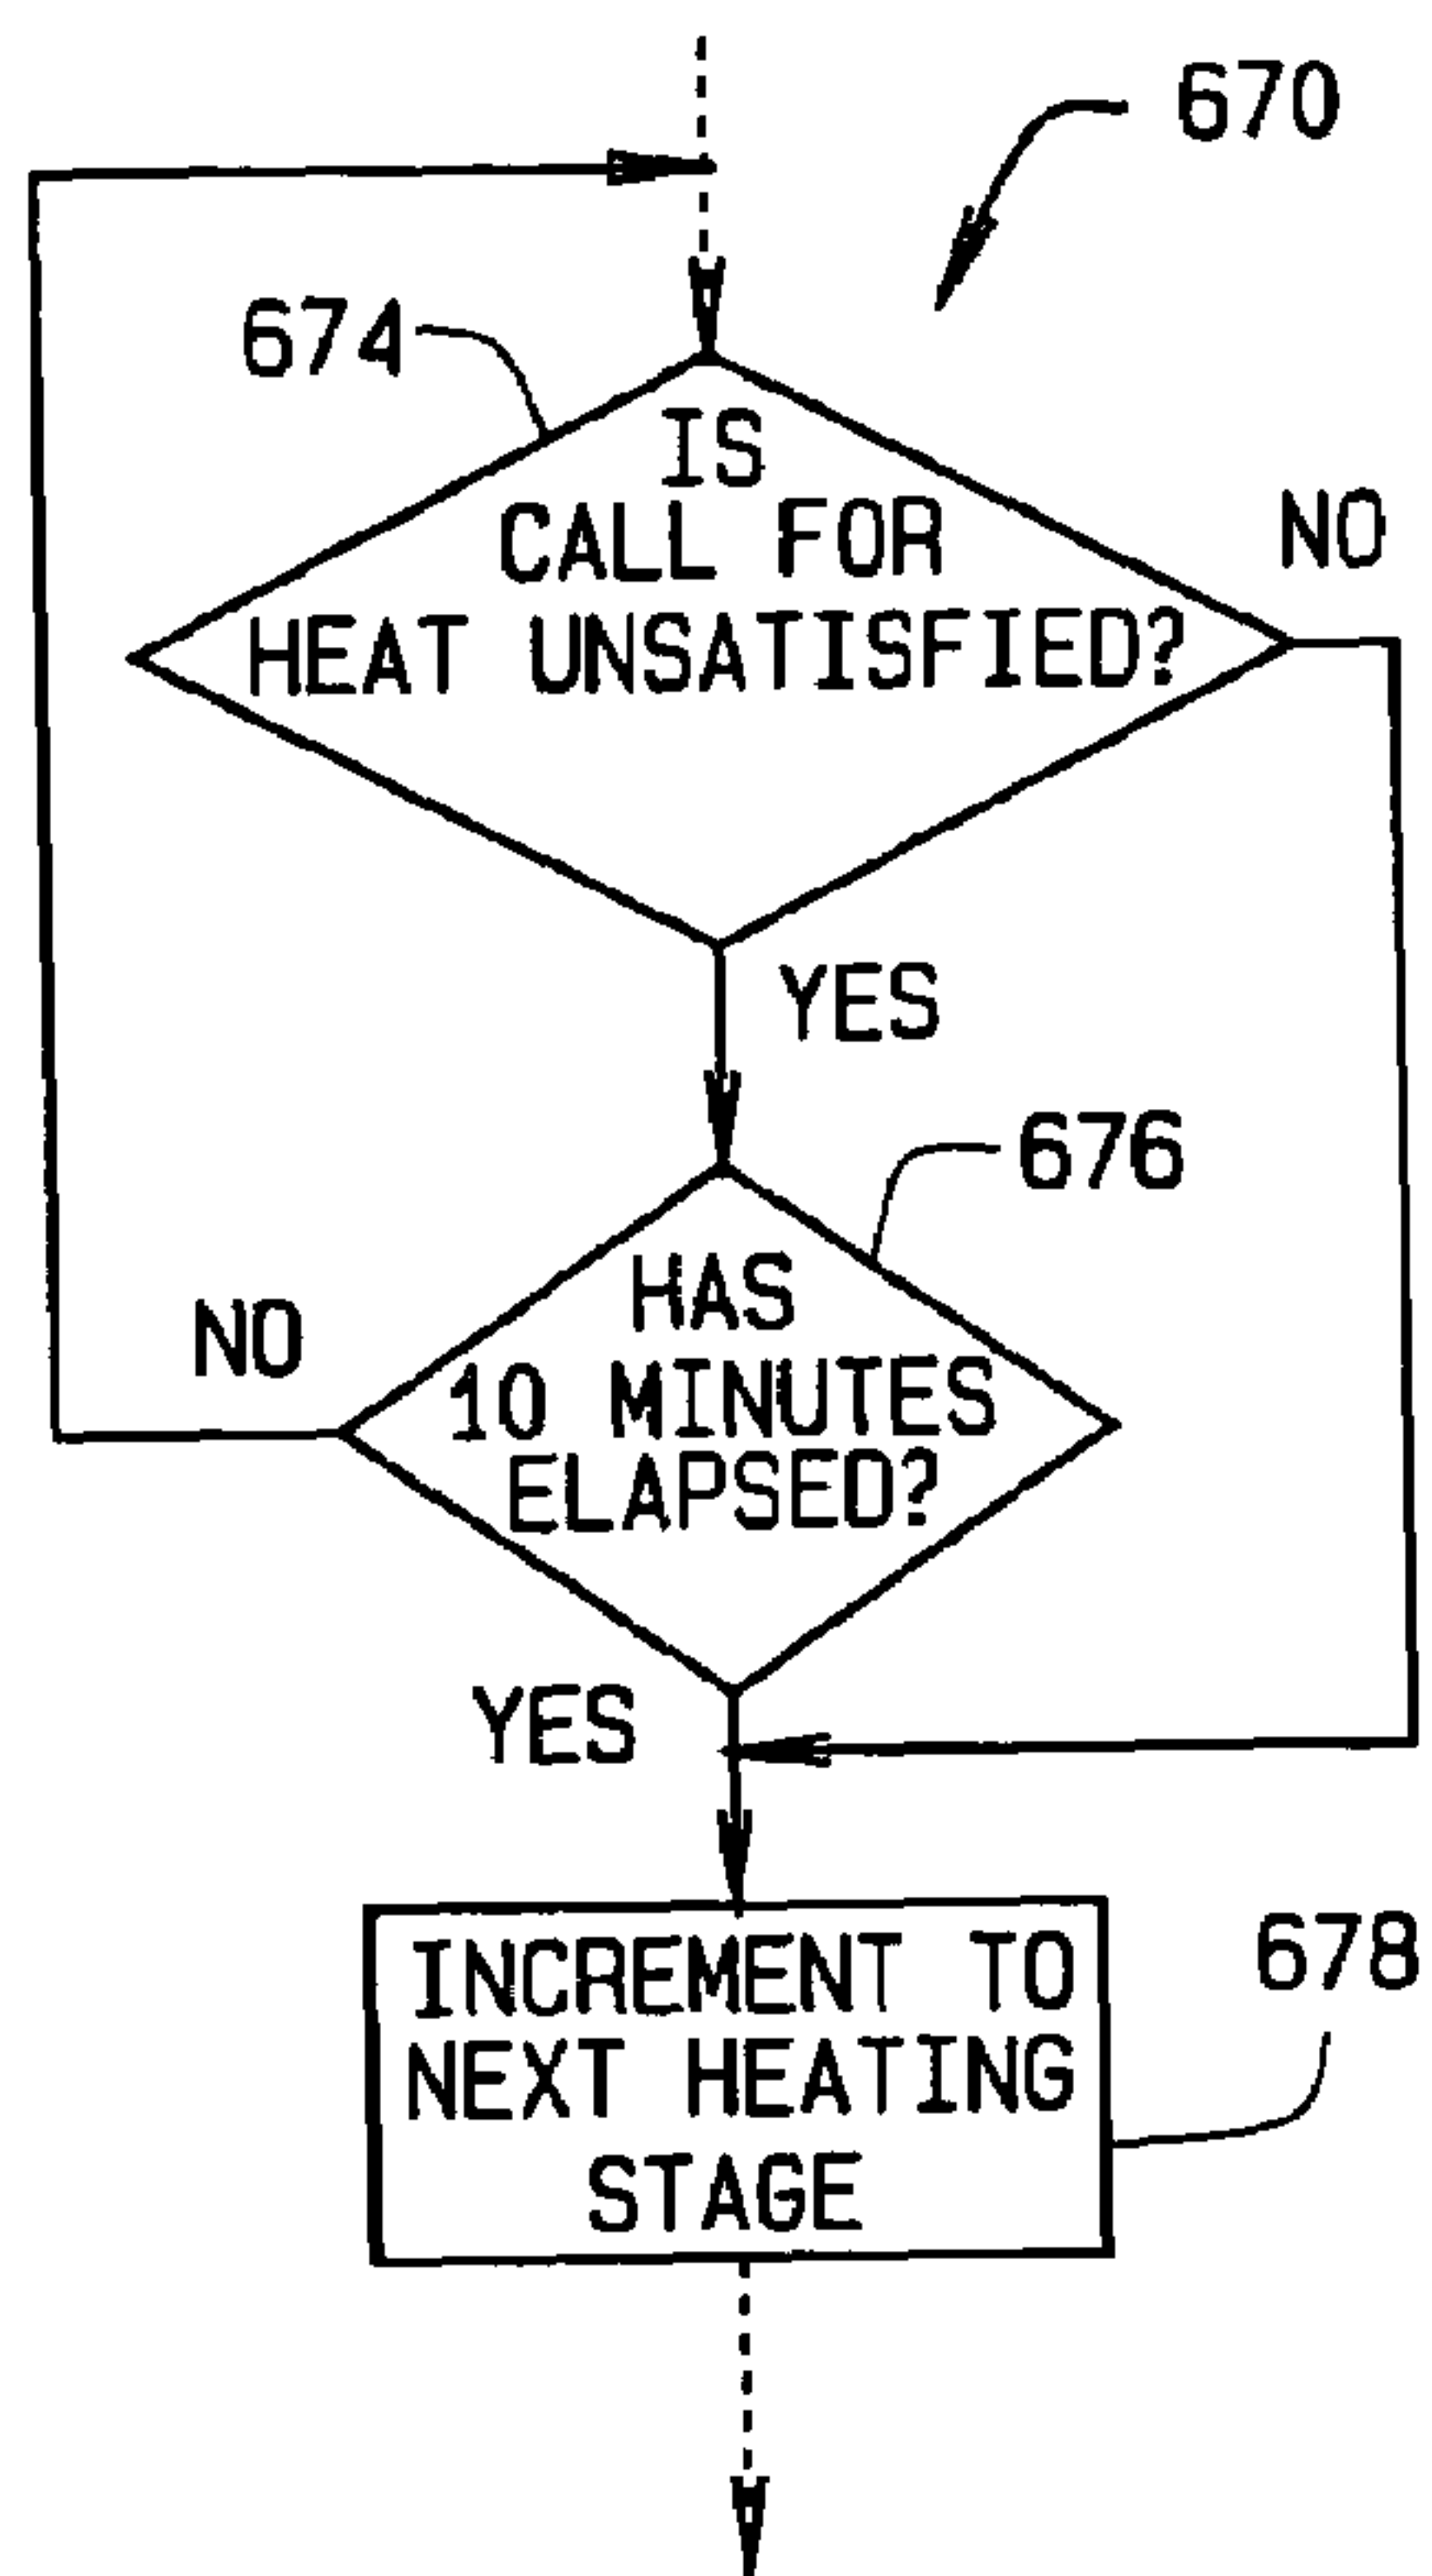 670
674
IS
CALL FOR
HEAT UNSATISFIED?
NO
YES
676
HAS
10 MINUTES
ELAPSED?
NO
YES
INCREMENT TO
NEXT HEATING
STAGE
678